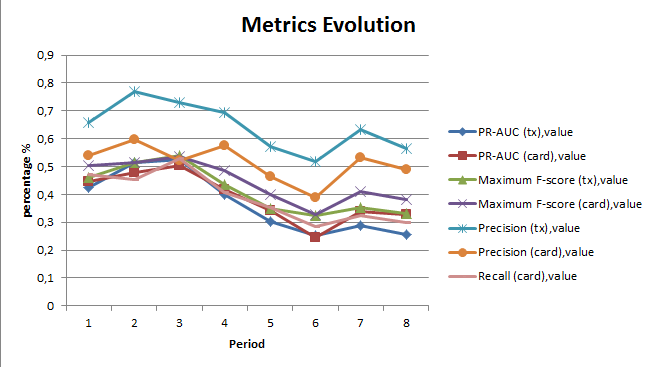 Metrics Evolution
0,9
0,8
0,7
0,6
0,5
0,4
0,3
0,2
0,1
0
percentage %
1 2 3 4 5 6 7 8
Period
PR-AUC (tx),value
PR-AUC (card),value
Maximum F-score (tx),value
Maximum F-score (card),value
Precision (tx),value
Precision (card),value
Recall (card),value